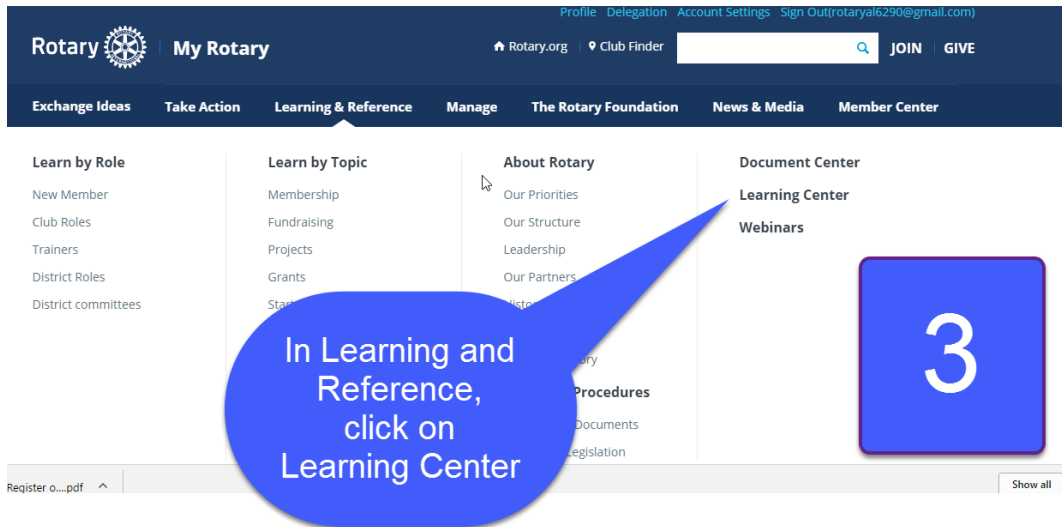 Profile Delegation Account Settings Sign Out(rotaryal6290@gmail.com)
Rotary My Rotary Rotary.org Club Finder JOIN GIVE
Exchange Ideas Take Action Learning & Reference Manage The Rotary Foundation News & Media Member Center
Learn by Role
New Member
Club Roles
Trainers
District Roles
District committees
Learn by Topic
Membership
Fundraising
Projects
Grants
About Rotary
Our Priorities
Our Structure
Leadership
Our Partners
Procedures
Documents
Legislation
Document Center
Learning Center
Webinars
In Learning and
Reference,
click on
Learning Center
3
Register o....pdf
Show all